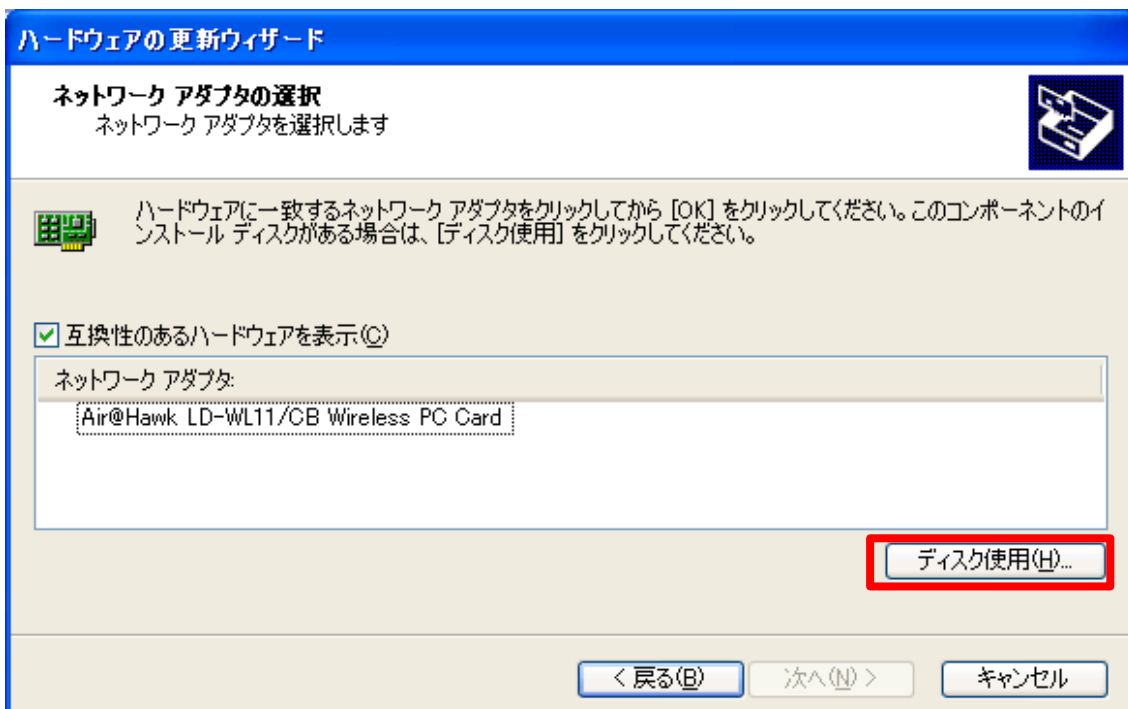 ハードウェアの更新ウィザード
ネットワーク アダプタの選択
ネットワーク アダプタを選択します
ハードウェアに一致するネットワーク アダプタをクリックしてから [OK] をクリックしてください。このコンポーネントのイ
ンストール ディスクがある場合は、[ディスク使用] をクリックしてください。
互換性のあるハードウェアを表示(C)
ネットワーク アダプタ:
Air@Hawk LD-WL11/CB Wireless PC Card
ディスク使用(H)...
< 戻る(B)
次へ(N) >
キャンセル